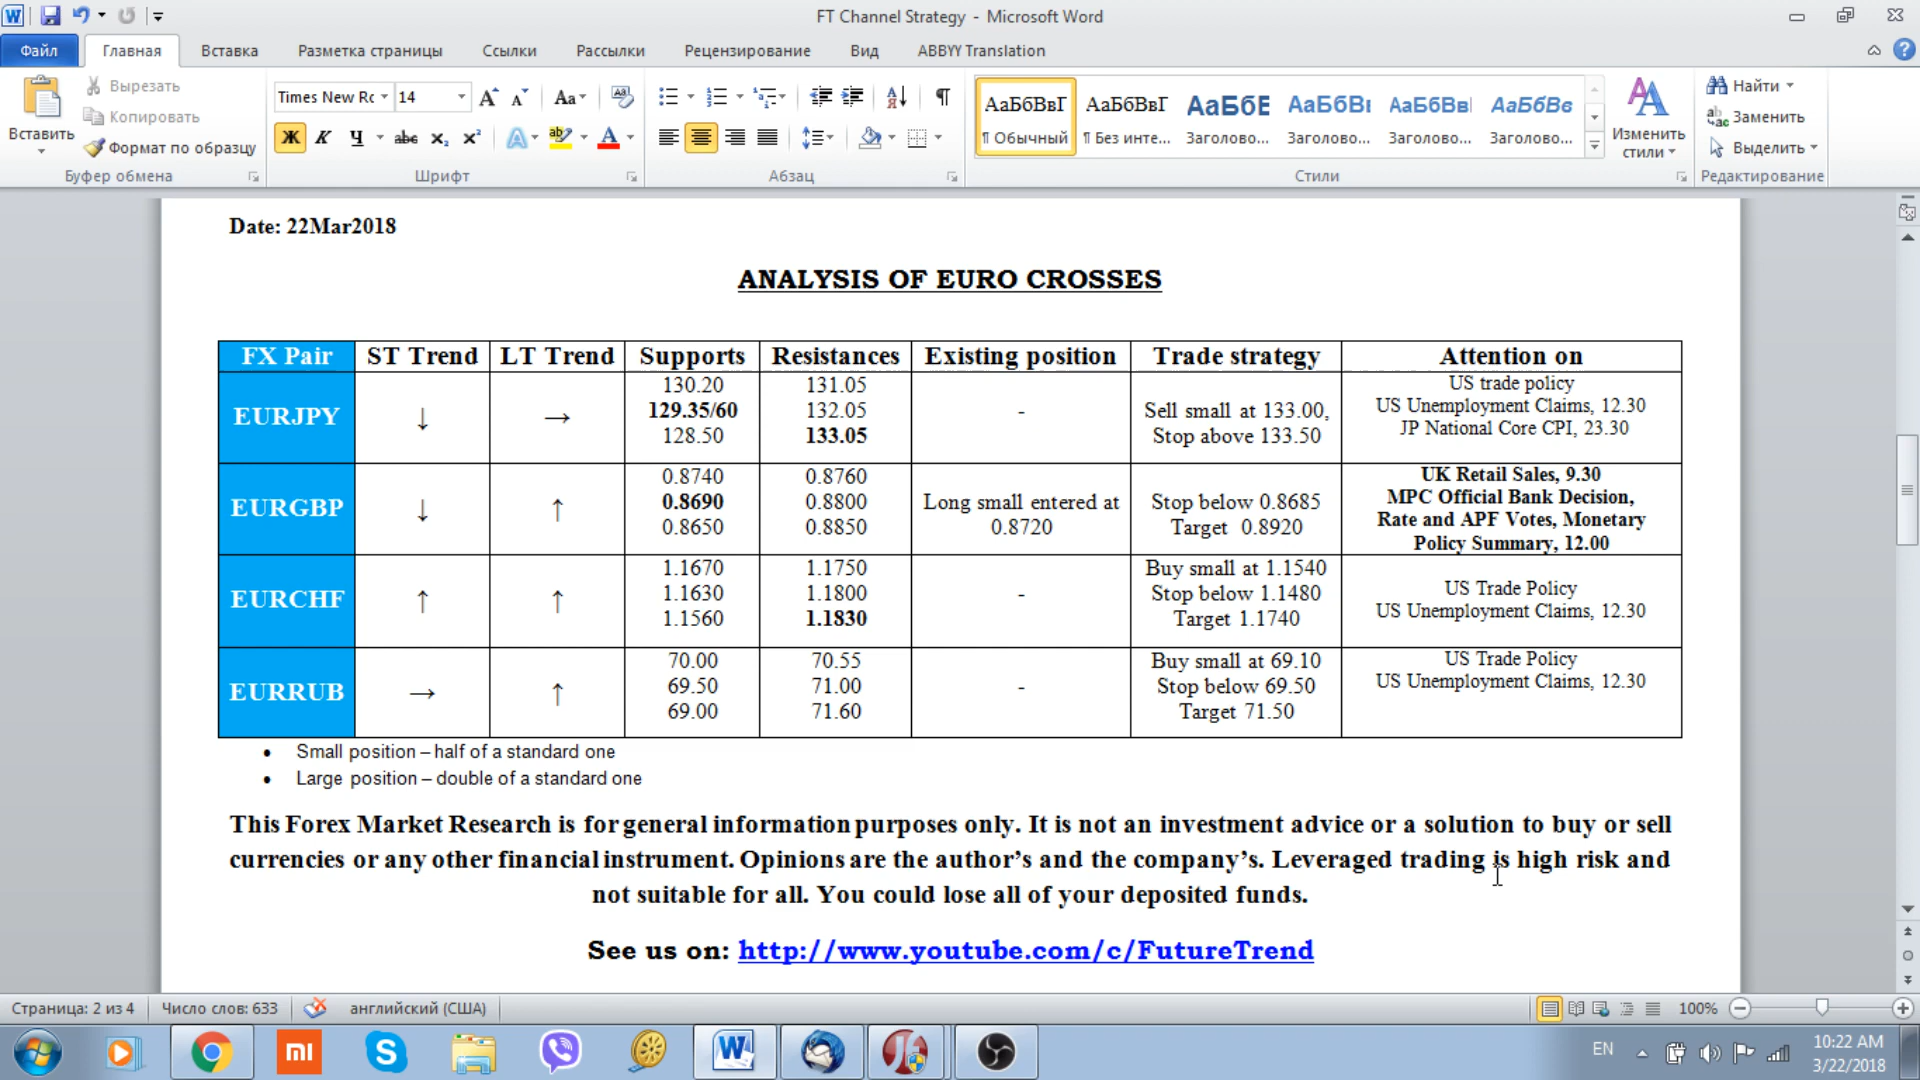 FT Channel Strategy - Microsoft Word
Файл Главная Вставка Разметка страницы Ссылки Рассылки Рецензирование Вид ABBYY Translation
Вставить
Вырезать
Копировать
Формат по образцу
Буфер обмена
Times New Rc 14
Ж К Ч abc x₂ x²
Шрифт
Абзац
АаБбВвГ АаБбВвГ АаБбЕ АаБбВı АаБбВвI АаБбВв
¶ Обычный ¶ Без инте... Заголово... Заголово... Заголово... Заголово...
Стили
Изменить стили
Найти
Заменить
Выделить
Редактирование
Date: 22Mar2018
ANALYSIS OF EURO CROSSES
FX Pair ST Trend LT Trend Supports Resistances Existing position Trade strategy Attention on
EURJPY ↓ →
130.20
129.35/60
128.50
131.05
132.05
133.05
-
Sell small at 133.00,
Stop above 133.50
US trade policy
US Unemployment Claims, 12.30
JP National Core CPI, 23.30
EURGBP ↓ ↑
0.8740
0.8690
0.8650
0.8760
0.8800
0.8850
Long small entered at
0.8720
Stop below 0.8685
Target 0.8920
UK Retail Sales, 9.30
MPC Official Bank Decision,
Rate and APF Votes, Monetary
Policy Summary, 12.00
EURCHF ↑ ↑
1.1670
1.1630
1.1560
1.1750
1.1800
1.1830
-
Buy small at 1.1540
Stop below 1.1480
Target 1.1740
US Trade Policy
US Unemployment Claims, 12.30
EURRUB → ↑
70.00
69.50
69.00
70.55
71.00
71.60
-
Buy small at 69.10
Stop below 69.50
Target 71.50
US Trade Policy
US Unemployment Claims, 12.30
• Small position – half of a standard one
• Large position – double of a standard one
This Forex Market Research is for general information purposes only. It is not an investment advice or a solution to buy or sell
currencies or any other financial instrument. Opinions are the author's and the company's. Leveraged trading is high risk and
not suitable for all. You could lose all of your deposited funds.
See us on: http://www.youtube.com/c/FutureTrend
Страница: 2 из 4 Число слов: 633 английский (США) 100%
EN
10:22 AM
3/22/2018